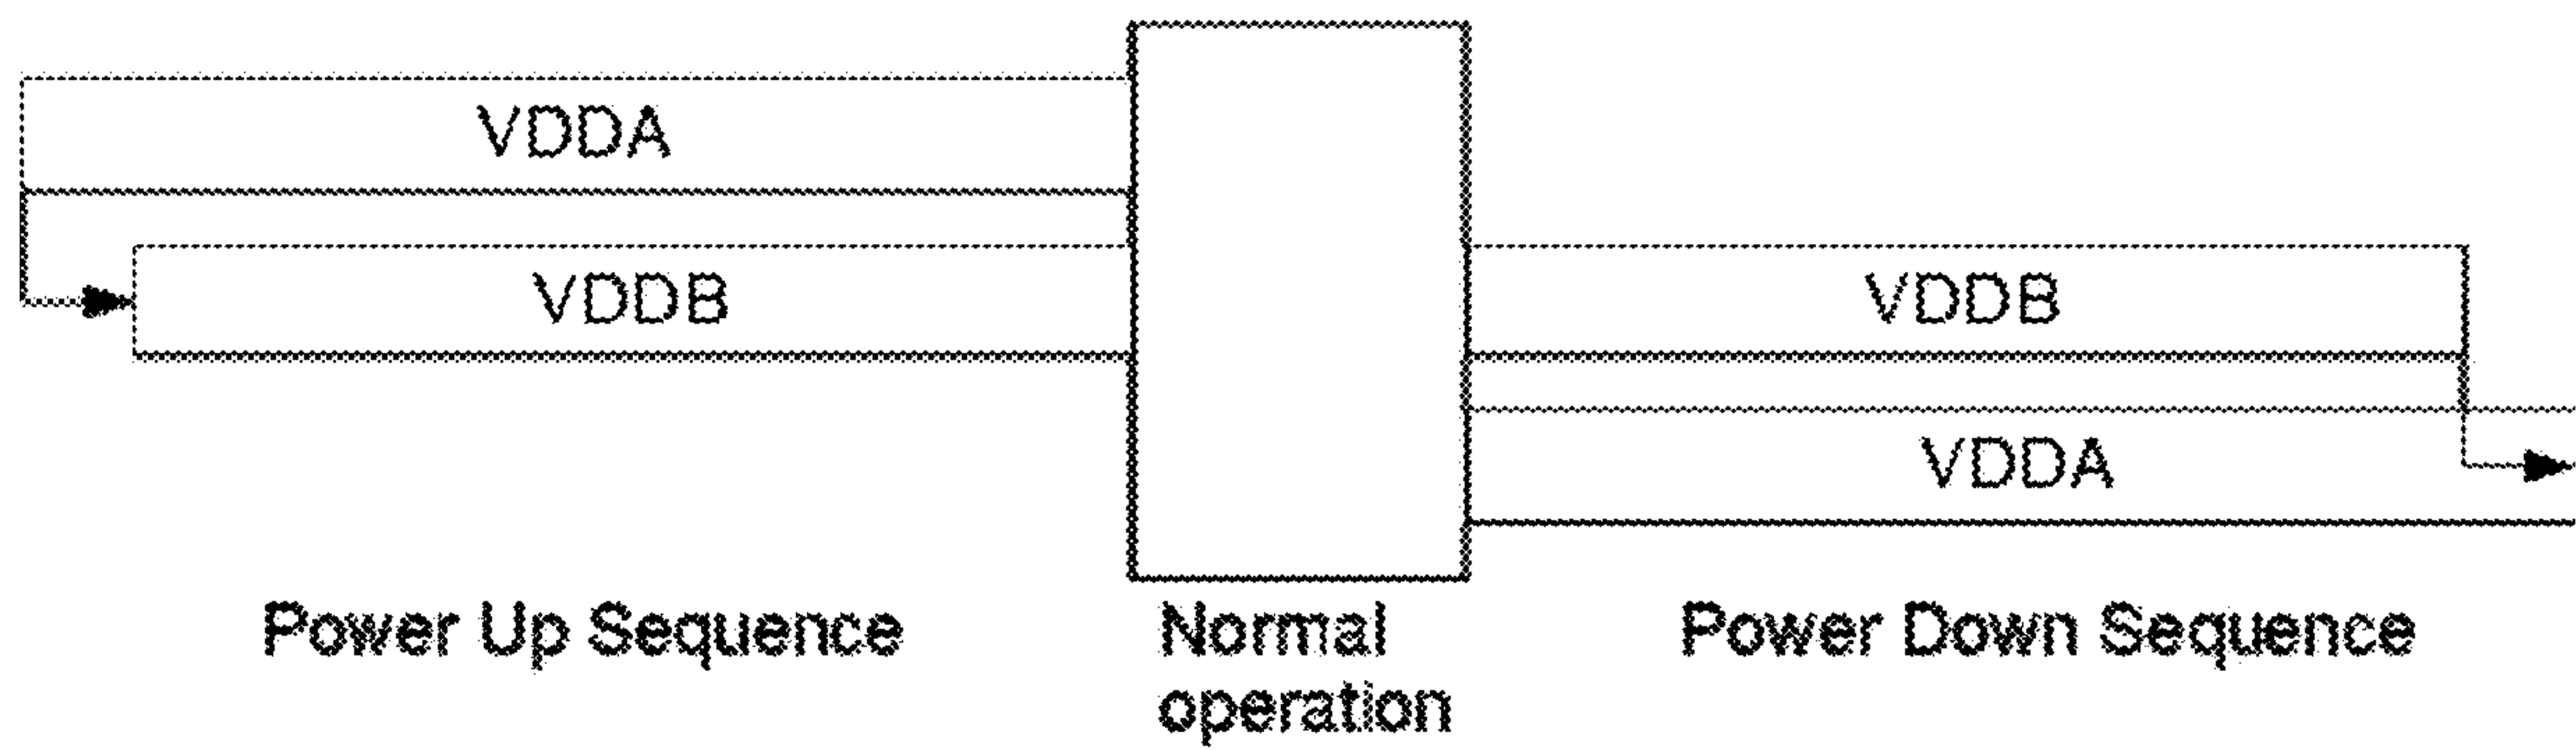 VDDA
VDDB
VDDB
VDDA
Power Up Sequence
Normal
operation
Power Down Sequence